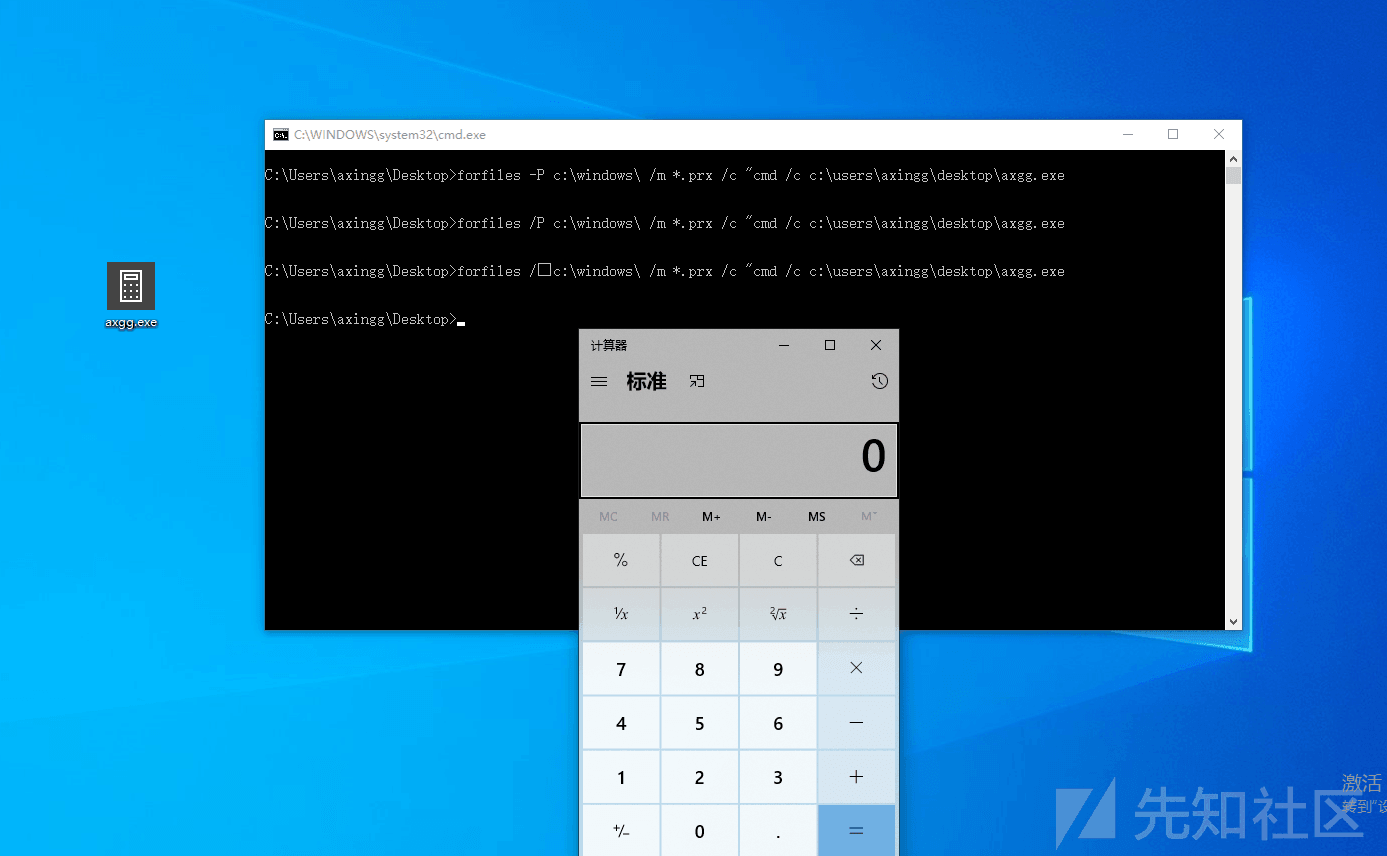 C:\WINDOWS\system32\cmd.exe
C:\Users\axingg\Desktop>forfiles -P c:\windows\ /m *.prx /c "cmd /c c:\users\axingg\desktop\axgg.exe
C:\Users\axingg\Desktop>forfiles /P c:\windows\ /m *.prx /c "cmd /c c:\users\axingg\desktop\axgg.exe
C:\Users\axingg\Desktop>forfiles /□c:\windows\ /m *.prx /c "cmd /c c:\users\axingg\desktop\axgg.exe
C:\Users\axingg\Desktop>
axgg.exe
计算器
标准
0
MC MR M+ M- MS M˅
% CE C
¹/x x² ²√x ÷
7 8 9 ×
4 5 6 −
1 2 3 +
+/− 0 . =
激活
转到"设
先知社区